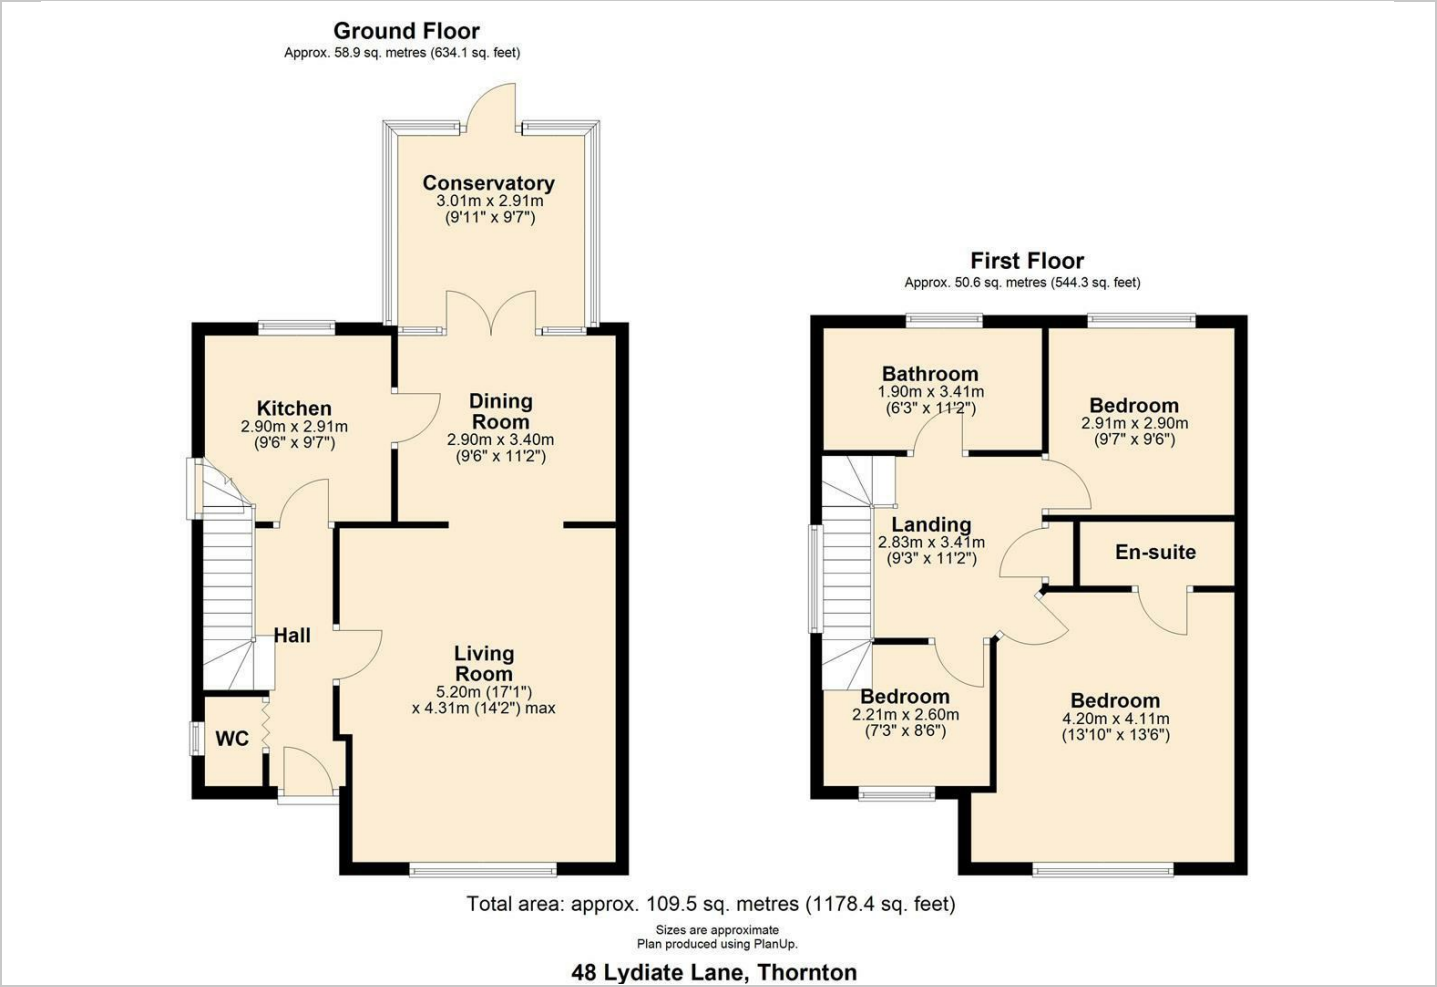 Ground Floor
Approx. 58.9 sq. metres (634.1 sq. feet)
Conservatory
3.01m x 2.91m
(9'11" x 9'7")
Kitchen
2.90m x 2.91m
(9'6" x 9'7")
Dining
Room
2.90m x 3.40m
(9'6" x 11'2")
Hall
Living
Room
5.20m (17'1")
x 4.31m (14'2") max
WC
First Floor
Approx. 50.6 sq. metres (544.3 sq. feet)
Bathroom
1.90m x 3.41m
(6'3" x 11'2")
Bedroom
2.91m x 2.90m
(9'7" x 9'6")
Landing
2.83m x 3.41m
(9'3" x 11'2")
En-suite
Bedroom
2.21m x 2.60m
(7'3" x 8'6")
Bedroom
4.20m x 4.11m
(13'10" x 13'6")
Total area: approx. 109.5 sq. metres (1178.4 sq. feet)
Sizes are approximate
Plan produced using PlanUp.
48 Lydiate Lane, Thornton